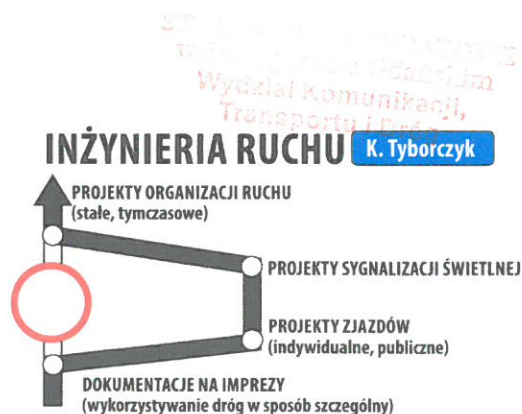 Wydział Komunikacji,
Transportu i
INŻYNIERIA RUCHU K. Tyborczyk
PROJEKTY ORGANIZACJI RUCHU
(stałe, tymczasowe)
PROJEKTY SYGNALIZACJI ŚWIETLNEJ
PROJEKTY ZJAZDÓW
(indywidualne, publiczne)
DOKUMENTACJE NA IMPREZY
(wykorzystywanie dróg w sposób szczególny)